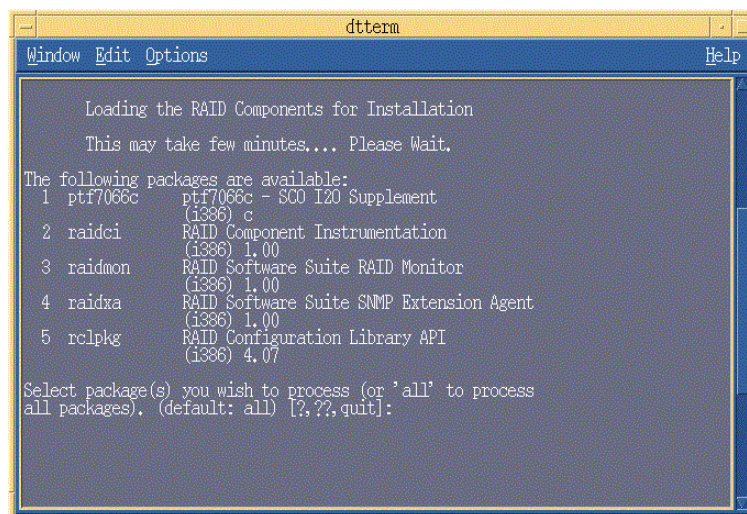 dtterm
Window Edit Options Help
Loading the RAID Components for Installation
This may take few minutes.... Please Wait.
The following packages are available:
1 ptf7066c ptf7066c - SCO I2O Supplement
(i386) c
2 raidci RAID Component Instrumentation
(i386) 1.00
3 raidmon RAID Software Suite RAID Monitor
(i386) 1.00
4 raidxa RAID Software Suite SNMP Extension Agent
(i386) 1.00
5 rclpkg RAID Configuration Library API
(i386) 4.07
Select package(s) you wish to process (or 'all' to process
all packages). (default: all) [?,??,quit]: